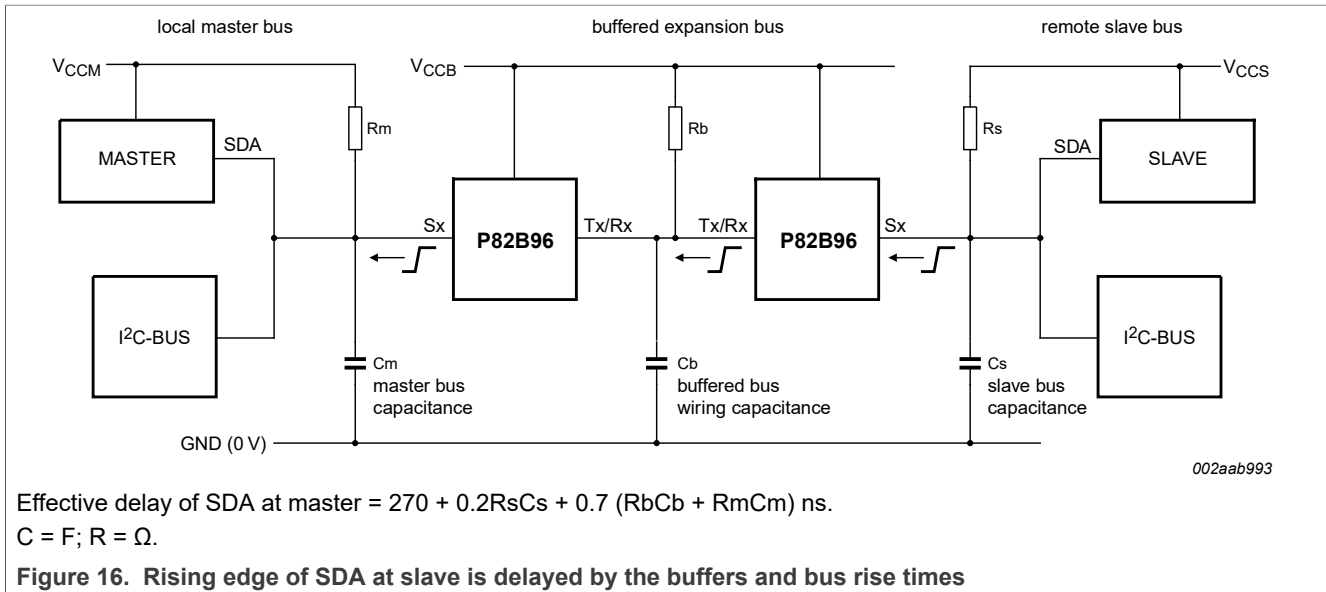 local master bus
buffered expansion bus
remote slave bus
VCCM
VCCB
VCCS
Rm
Rb
Rs
MASTER
SDA
SDA
SLAVE
Sx
P82B96
Tx/Rx
Tx/Rx
P82B96
Sx
I²C-BUS
I²C-BUS
Cm
master bus
capacitance
Cb
buffered bus
wiring capacitance
Cs
slave bus
capacitance
GND (0 V)
002aab993
Effective delay of SDA at master = 270 + 0.2RsCs + 0.7 (RbCb + RmCm) ns.
C = F; R = Ω.
Figure 16. Rising edge of SDA at slave is delayed by the buffers and bus rise times